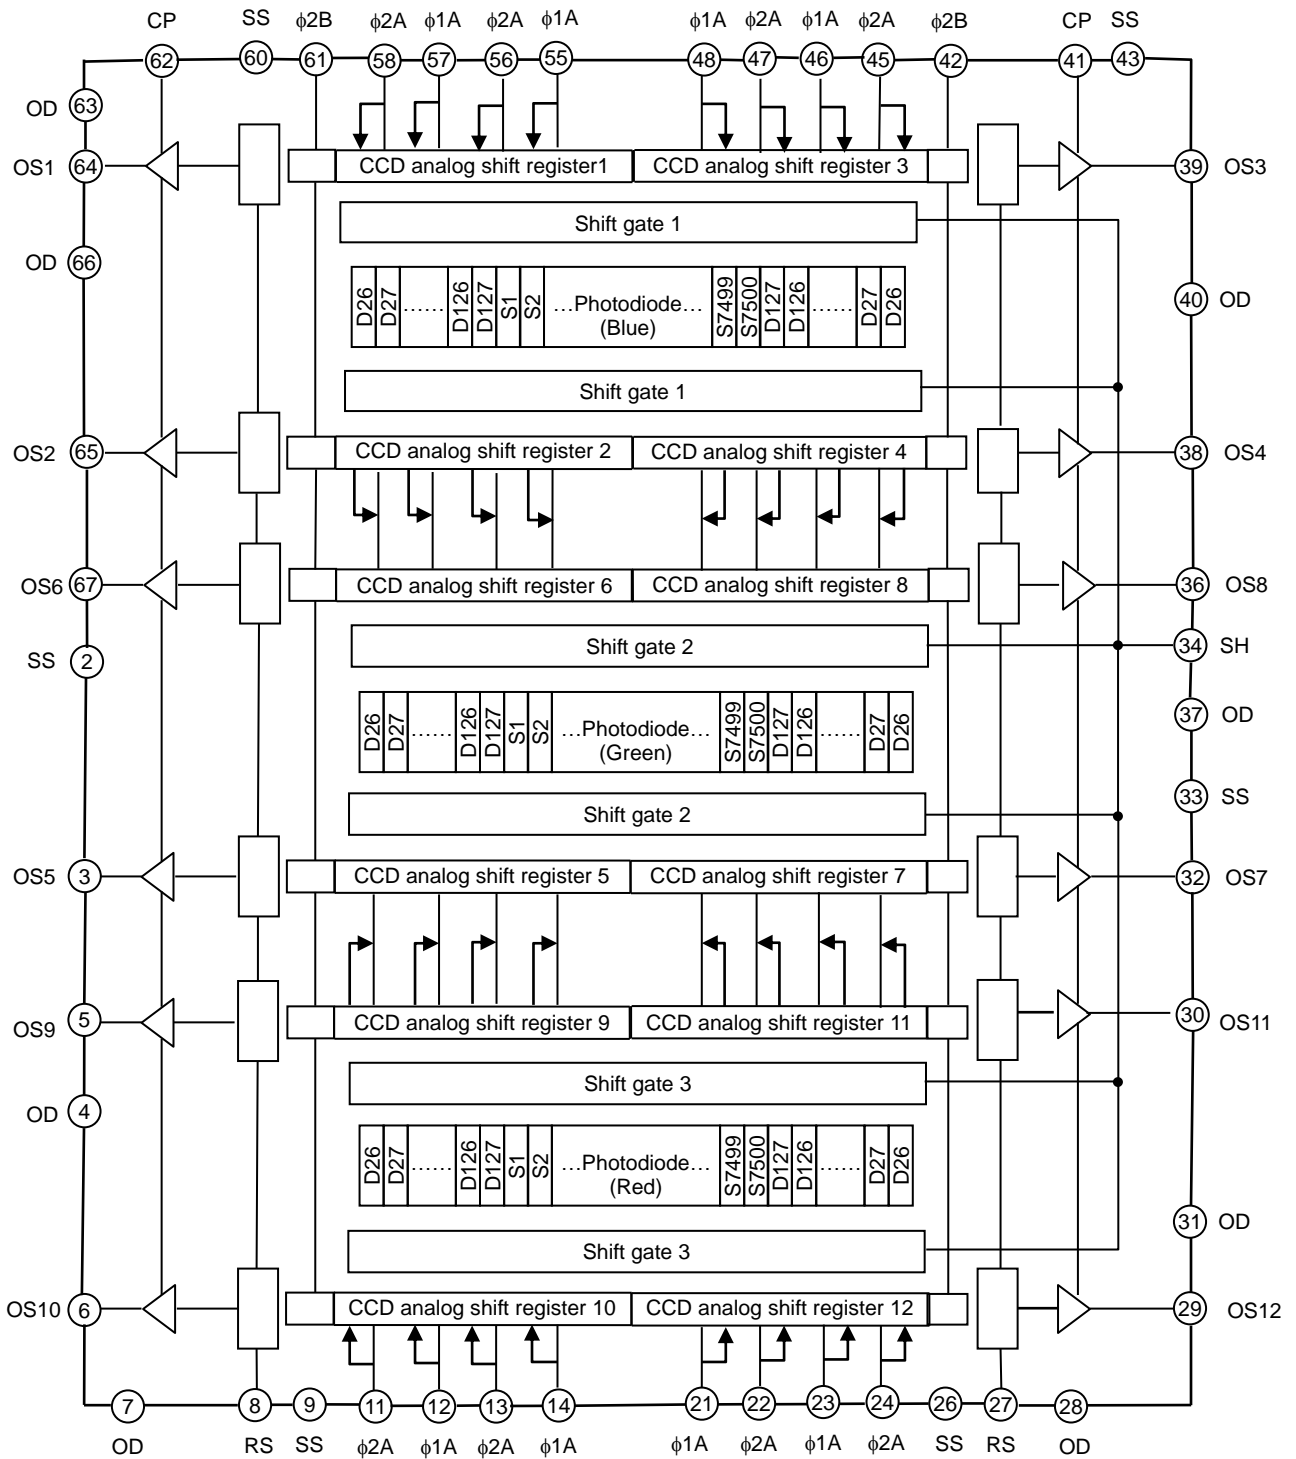 CP SS ϕ2B ϕ2A ϕ1A ϕ2A ϕ1A ϕ1A ϕ2A ϕ1A ϕ2A ϕ2B CP SS
62 60 61 58 57 56 55 48 47 46 45 42 41 43
OD 63
OS1 64 CCD analog shift register1 CCD analog shift register 3 39 OS3
Shift gate 1
OD 66
40 OD
D26 D27 ...... D126 D127 S1 S2 ...Photodiode... S7499 S7500 D127 D126 ...... D27 D26
(Blue)
Shift gate 1
OS2 65 CCD analog shift register 2 CCD analog shift register 4 38 OS4
OS6 67 CCD analog shift register 6 CCD analog shift register 8 36 OS8
Shift gate 2 34 SH
SS 2
37 OD
D26 D27 ...... D126 D127 S1 S2 ...Photodiode... S7499 S7500 D127 D126 ...... D27 D26
(Green)
33 SS
Shift gate 2
OS5 3 CCD analog shift register 5 CCD analog shift register 7 32 OS7
OS9 5 CCD analog shift register 9 CCD analog shift register 11 30 OS11
Shift gate 3
OD 4
D26 D27 ...... D126 D127 S1 S2 ...Photodiode... S7499 S7500 D127 D126 ...... D27 D26
(Red)
31 OD
Shift gate 3
OS10 6 CCD analog shift register 10 CCD analog shift register 12 29 OS12
7 8 9 11 12 13 14 21 22 23 24 26 27 28
OD RS SS ϕ2A ϕ1A ϕ2A ϕ1A ϕ1A ϕ2A ϕ1A ϕ2A SS RS OD